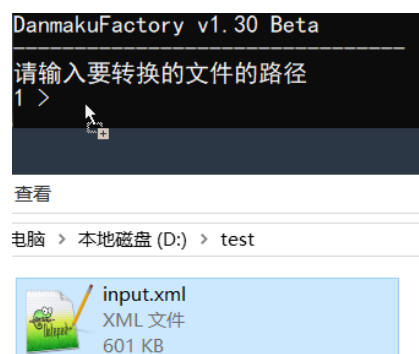 DanmakuFactory v1.30 Beta
请输入要转换的文件的路径
1 >
查看
电脑 > 本地磁盘 (D:) > test
input.xml
XML 文件
601 KB